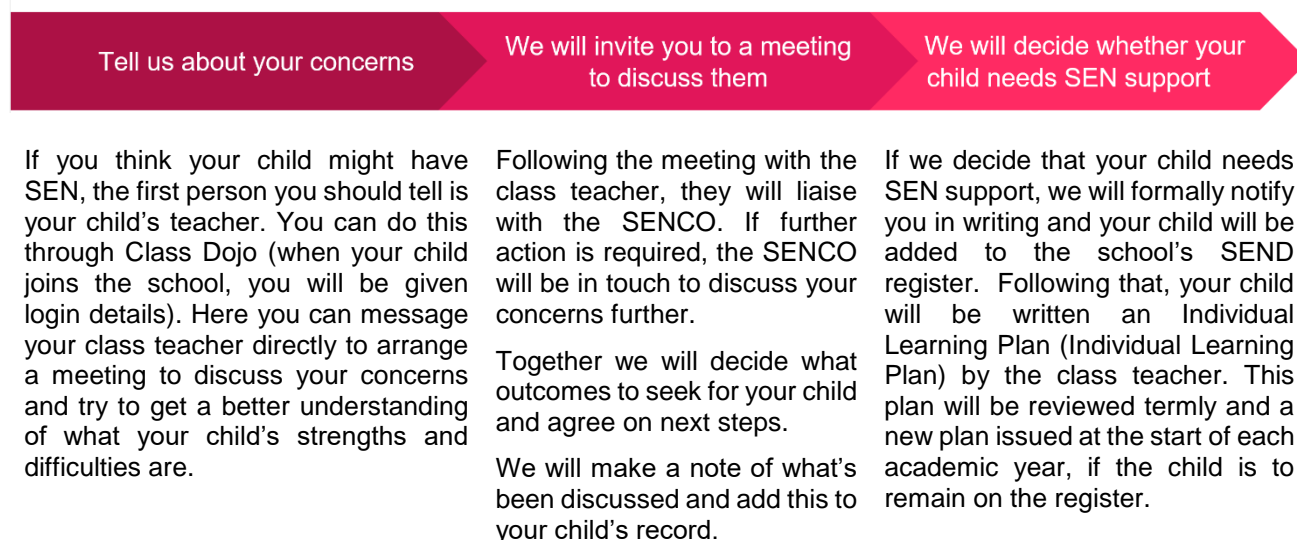 Tell us about your concerns
We will invite you to a meeting
to discuss them
We will decide whether your
child needs SEN support
If you think your child might have
SEN, the first person you should tell is
your child's teacher. You can do this
through Class Dojo (when your child
joins the school, you will be given
login details). Here you can message
your class teacher directly to arrange
a meeting to discuss your concerns
and try to get a better understanding
of what your child's strengths and
difficulties are.
Following the meeting with the
class teacher, they will liaise
with the SENCO. If further
action is required, the SENCO
will be in touch to discuss your
concerns further.
Together we will decide what
outcomes to seek for your child
and agree on next steps.
We will make a note of what's
been discussed and add this to
your child's record.
If we decide that your child needs
SEN support, we will formally notify
you in writing and your child will be
added to the school's SEND
register. Following that, your child
will be written an Individual
Learning Plan (Individual Learning
Plan) by the class teacher. This
plan will be reviewed termly and a
new plan issued at the start of each
academic year, if the child is to
remain on the register.